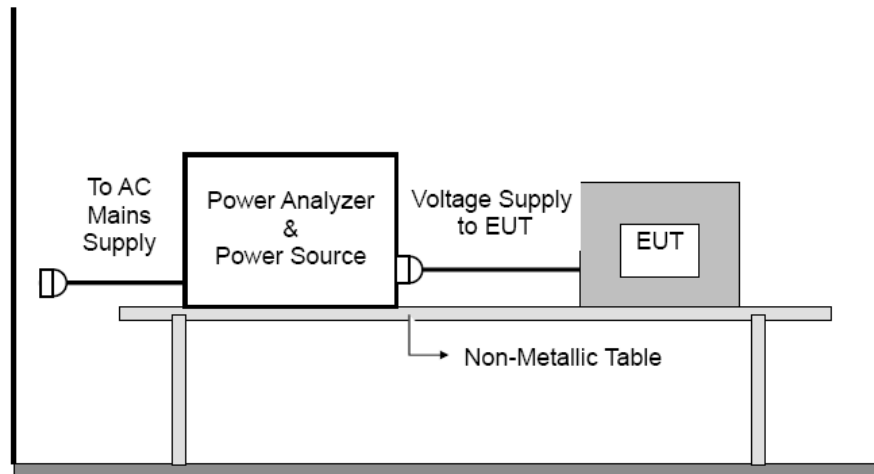 To AC
Mains
Supply
Power Analyzer
&
Power Source
Voltage Supply
to EUT
EUT
Non-Metallic Table